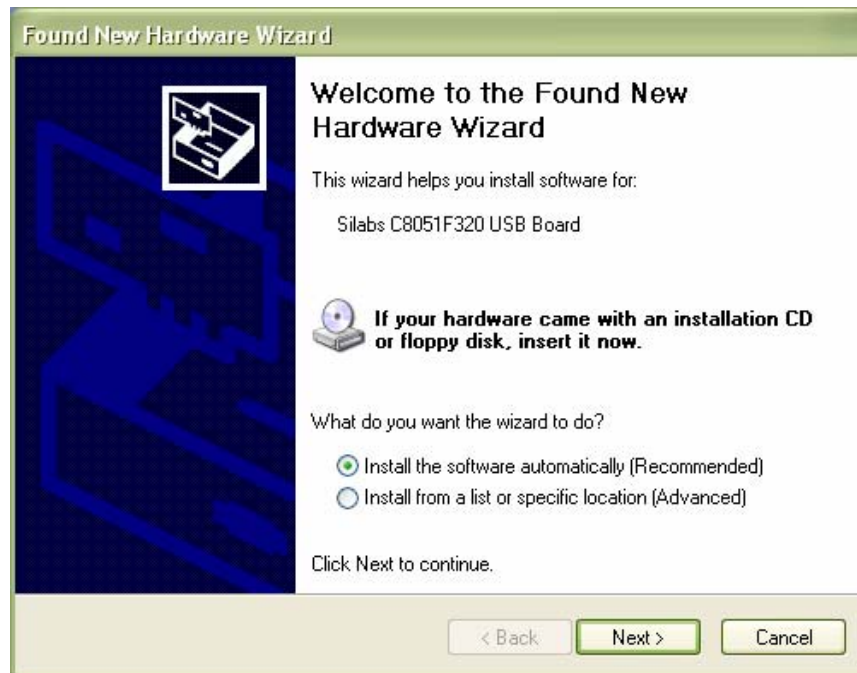 Found New Hardware Wizard
Welcome to the Found New
Hardware Wizard
This wizard helps you install software for:
Silabs C8051F320 USB Board
If your hardware came with an installation CD
or floppy disk, insert it now.
What do you want the wizard to do?
Install the software automatically (Recommended)
Install from a list or specific location (Advanced)
Click Next to continue.
< Back Next > Cancel